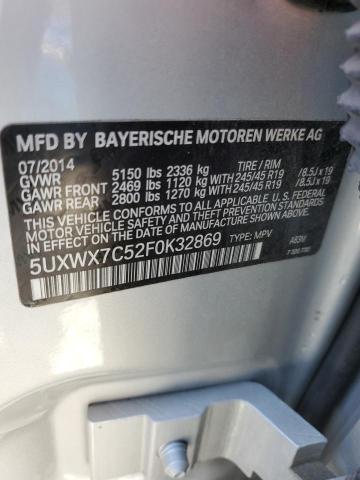 MFD BY BAYERISCHE MOTOREN WERKE AG
07/2014 TIRE / RIM
GVWR 5150 lbs 2336 kg
GAWR FRONT 2469 lbs 1120 kg WITH 245/45 R19 /8.5J x 19
GAWR REAR 2800 lbs 1270 kg WITH 245/45 R19 /8.5J x 19
THIS VEHICLE CONFORMS TO ALL APPLICABLE U.S. FEDERAL
MOTOR VEHICLE SAFETY STANDARDS IN EFFECT ON THE DATE OF
MANUFACTURE SHOWN ABOVE.
5UXWX7C52F0K32869 TYPE: MPV